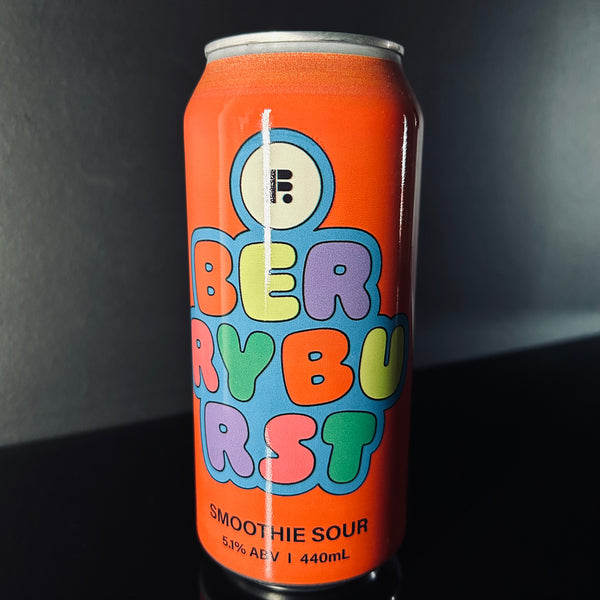 BER
RYBU
RST
SMOOTHIE SOUR
5.1% ABV | 440mL